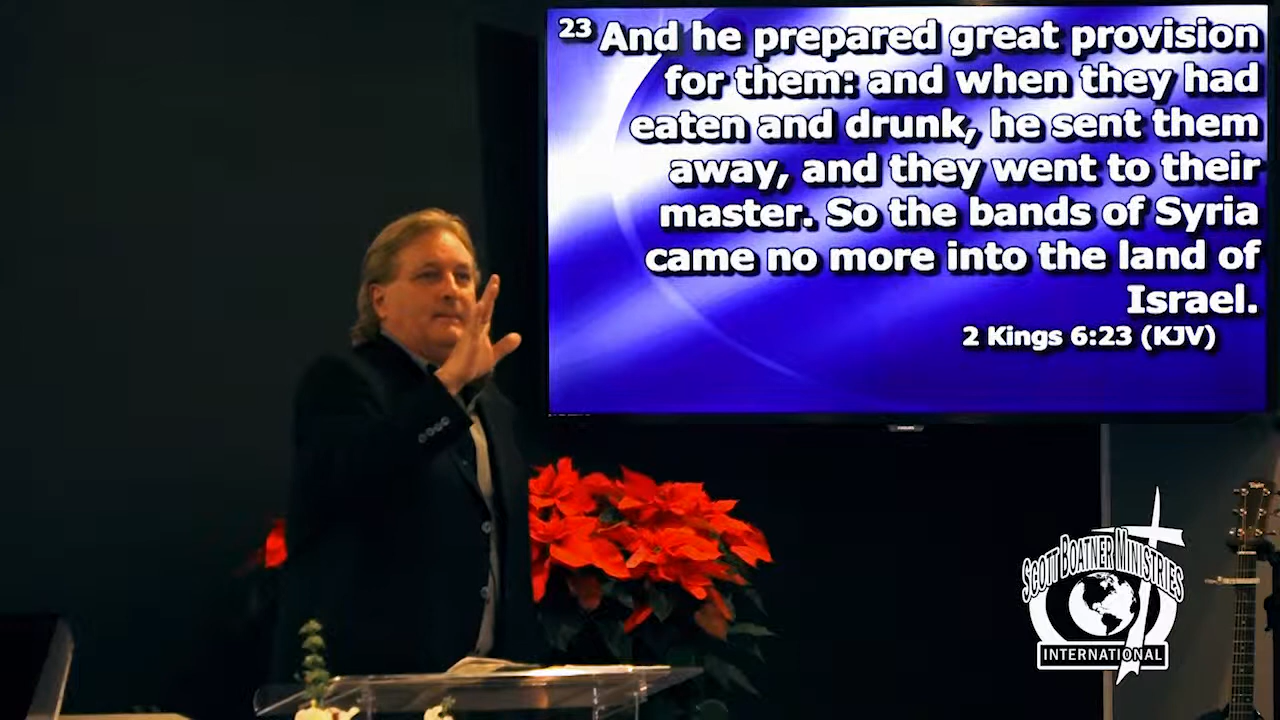 23 And he prepared great provision
for them: and when they had
eaten and drunk, he sent them
away, and they went to their
master. So the bands of Syria
came no more into the land of
Israel.
2 Kings 6:23 (KJV)
SCOTT BOATNER MINISTRIES
INTERNATIONAL